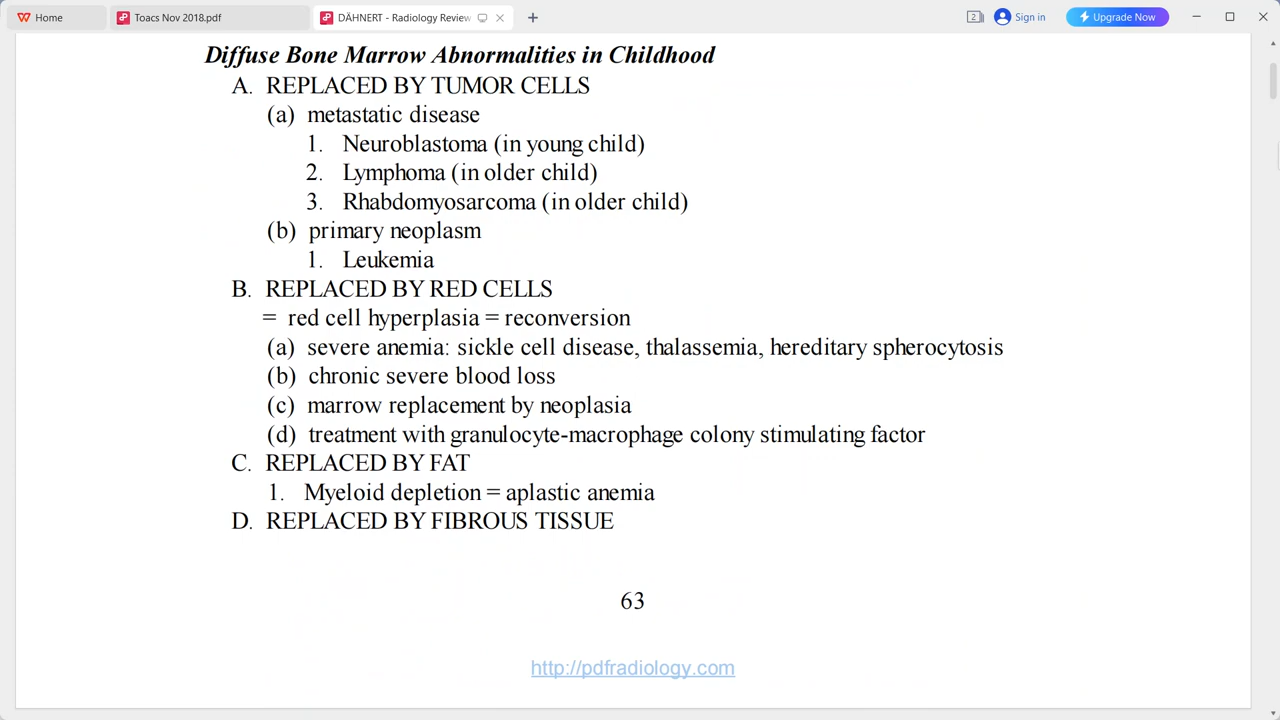 Home
Toacs Nov 2018.pdf
DÄHNERT - Radiology Review
2
Sign in
Upgrade Now
Diffuse Bone Marrow Abnormalities in Childhood
A. REPLACED BY TUMOR CELLS
(a) metastatic disease
1. Neuroblastoma (in young child)
2. Lymphoma (in older child)
3. Rhabdomyosarcoma (in older child)
(b) primary neoplasm
1. Leukemia
B. REPLACED BY RED CELLS
= red cell hyperplasia = reconversion
(a) severe anemia: sickle cell disease, thalassemia, hereditary spherocytosis
(b) chronic severe blood loss
(c) marrow replacement by neoplasia
(d) treatment with granulocyte-macrophage colony stimulating factor
C. REPLACED BY FAT
1. Myeloid depletion = aplastic anemia
D. REPLACED BY FIBROUS TISSUE
63
http://pdfradiology.com